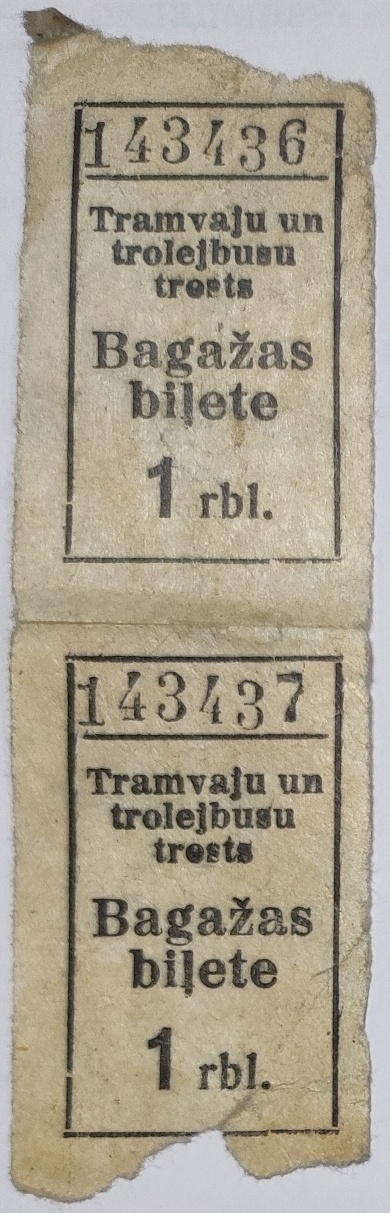 143436
Tramvaju un
trolejbusu
trests
Bagažas
biļete
1 rbl.
143437
Tramvaju un
trolejbusu
trests
Bagažas
biļete
1 rbl.